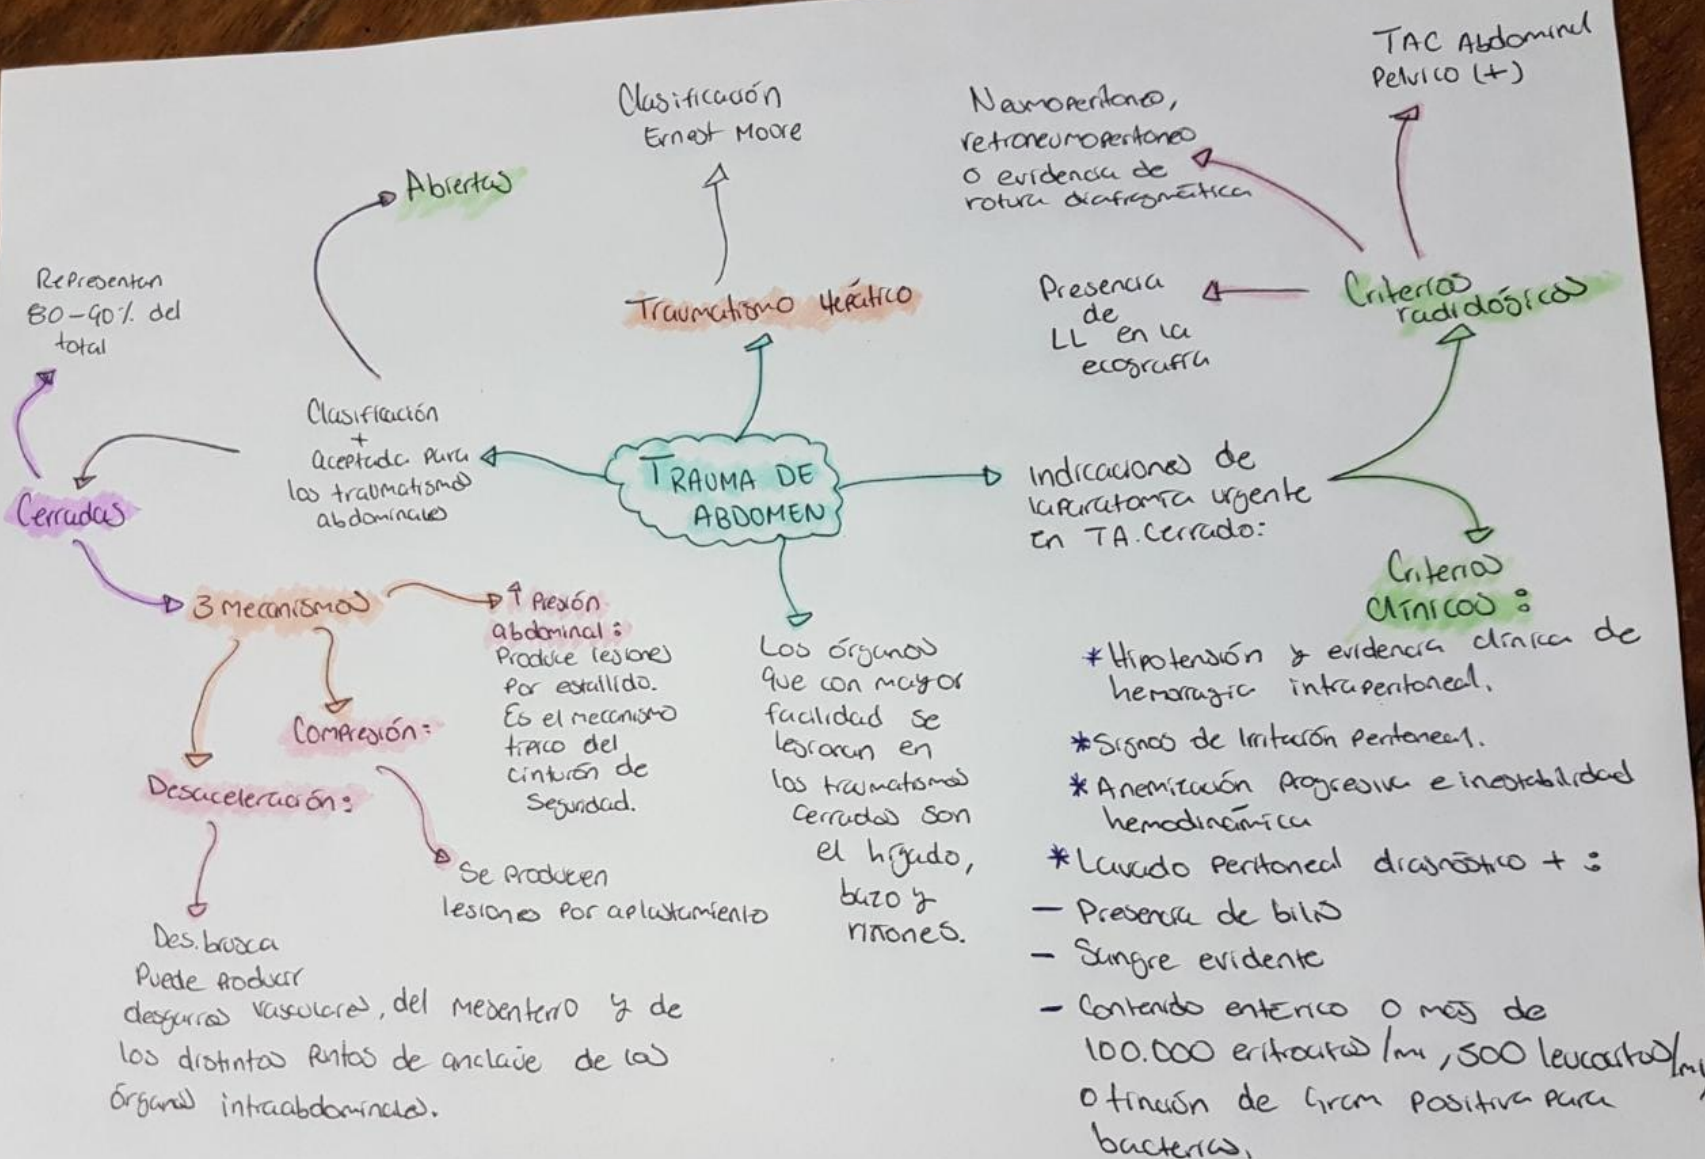 TRAUMA DE
ABDOMEN
Traumatismo Hepático
Clasificación
Ernest Moore
Clasificación
+
aceptada para
los traumatismos
abdominales
Abiertas
Cerradas
Representan
80-90% del
total
3 mecanismos
↑ Presión
abdominal:
Produce lesiones
por estallido.
Es el mecanismo
típico del
cinturón de
Seguridad.
Compresión:
Se producen
lesiones por aplastamiento
Desaceleración:
Des. brusca
Puede producir
desgarros vasculares, del mesenterio y de
los distintos puntos de anclaje de los
órganos intraabdominales.
Los órganos
que con mayor
facilidad se
lesionan en
los traumatismos
cerrados son
el hígado,
bazo y
riñones.
Indicaciones de
laparatomía urgente
en TA. Cerrado:
Criterios
radiológicos
TAC Abdominal
Pelvico (+)
Neumoperitoneo,
retroneumoperitoneo
o evidencia de
rotura diafragmática
Presencia
de
LL en la
ecografía
Criterios
Clínicos:
* Hipotensión y evidencia clínica de
hemorragia intraperitoneal.
* Signos de Irritación Peritoneal.
* Anemización progresiva e inestabilidad
hemodinámica
* Lavado Peritoneal diagnóstico + :
- Presencia de bilis
- Sangre evidente
- Contenido entérico o más de
100.000 eritrocitos/ml, 500 leucocitos/ml
o tinción de Gram positiva para
bacterias.